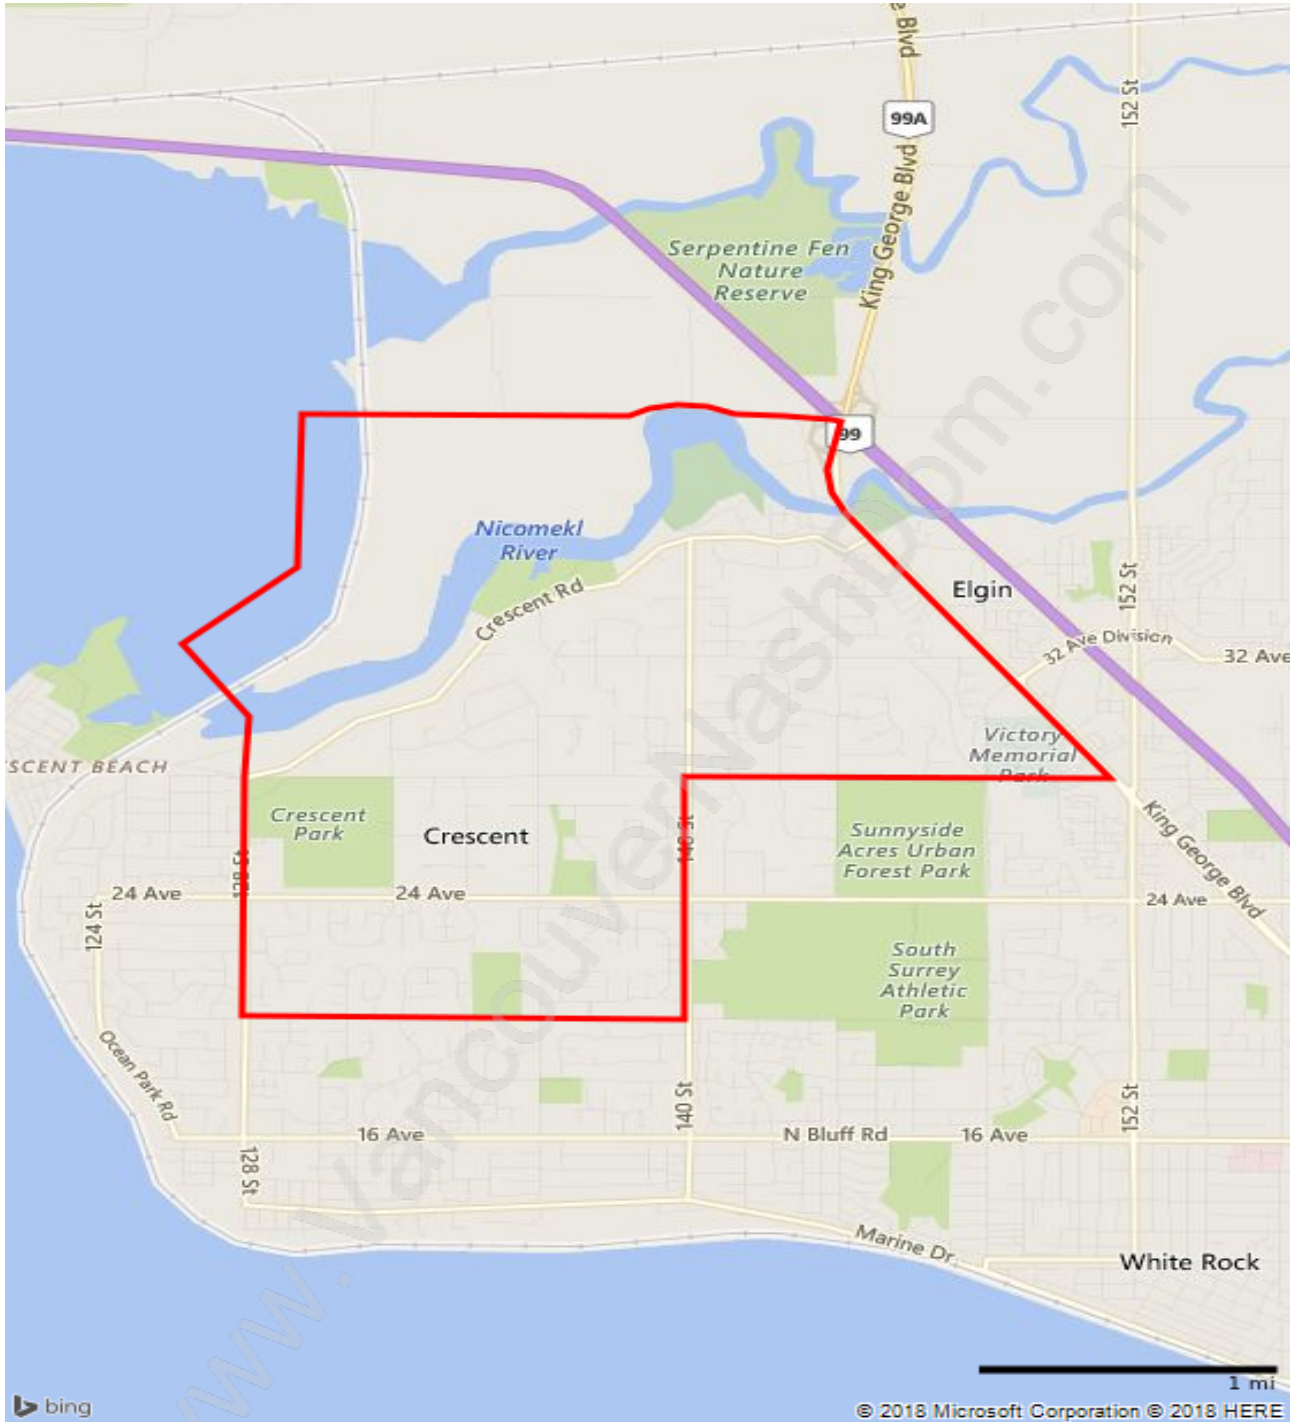 e Blvd
99A
152 St
King George Blvd
Serpentine Fen
Nature
Reserve
99
Nicomekl
River
Crescent Rd
Elgin
152 St
32 Ave Division
32 Ave
Victory
Memorial
Park
SCENT BEACH
Crescent
Park
Crescent
140 St
Sunnyside
Acres Urban
Forest Park
King George Blvd
128 St
24 Ave
24 Ave
24 Ave
124 St
South
Surrey
Athletic
Park
Ocean Park Rd
140 St
152 St
16 Ave
N Bluff Rd
16 Ave
128 St
Marine Dr
White Rock
1 mi
bing
© 2018 Microsoft Corporation © 2018 HERE
www.VancouverNashDom.com